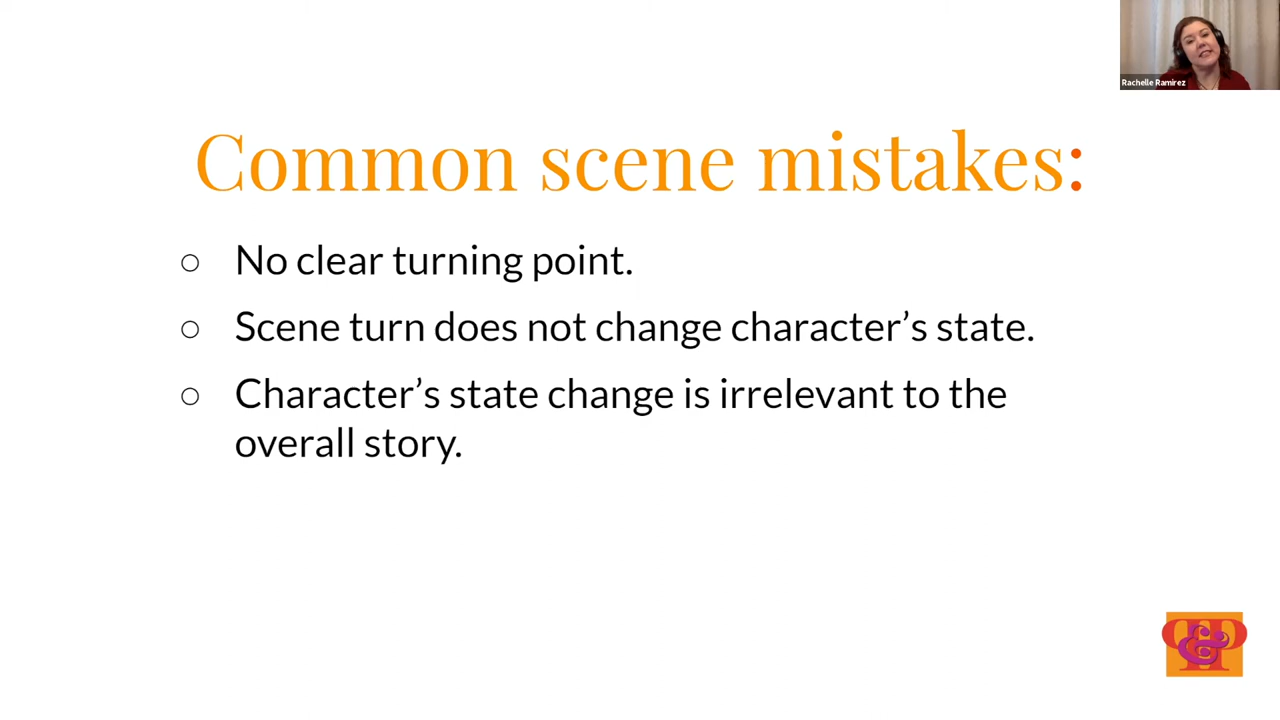 Rachelle Ramirez
Common scene mistakes:
○ No clear turning point.
○ Scene turn does not change character’s state.
○ Character’s state change is irrelevant to the
overall story.
P&P